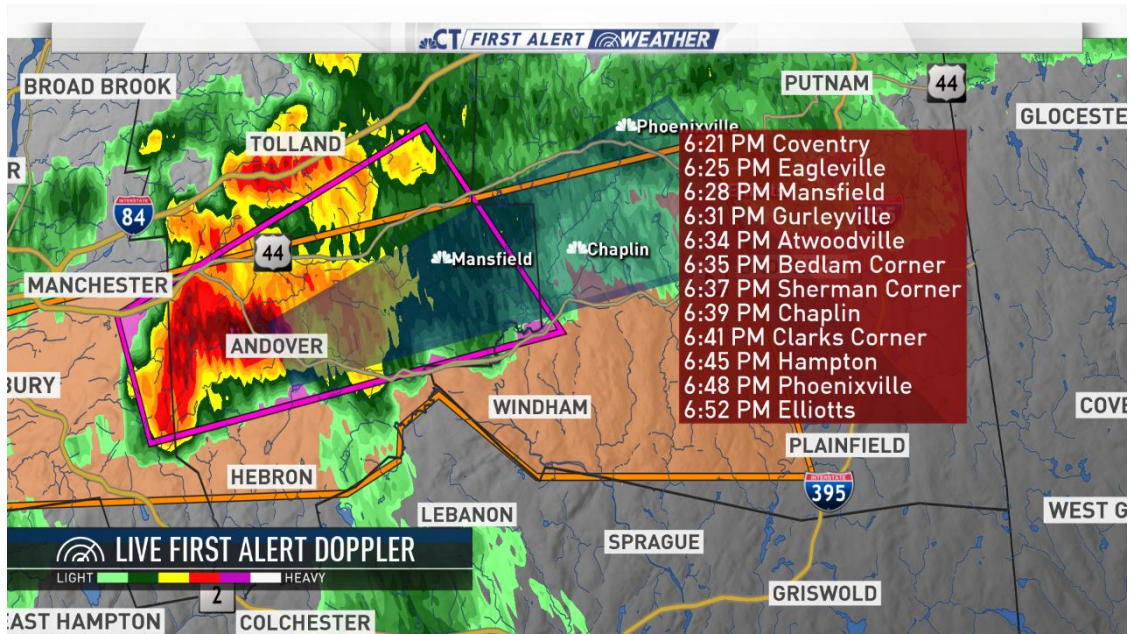 CT FIRST ALERT WEATHER
BROAD BROOK
PUTNAM
44
GLOCESTE
TOLLAND
Phoenixville
R
INTERSTATE
84
44
Mansfield
Chaplin
MANCHESTER
6:21 PM Coventry
6:25 PM Eagleville
6:28 PM Mansfield
6:31 PM Gurleyville
6:34 PM Atwoodville
6:35 PM Bedlam Corner
6:37 PM Sherman Corner
6:39 PM Chaplin
6:41 PM Clarks Corner
6:45 PM Hampton
6:48 PM Phoenixville
6:52 PM Elliotts
ANDOVER
BURY
WINDHAM
COVE
PLAINFIELD
HEBRON
INTERSTATE
395
LEBANON
WEST G
SPRAGUE
LIVE FIRST ALERT DOPPLER
LIGHT HEAVY
2
GRISWOLD
EAST HAMPTON
COLCHESTER